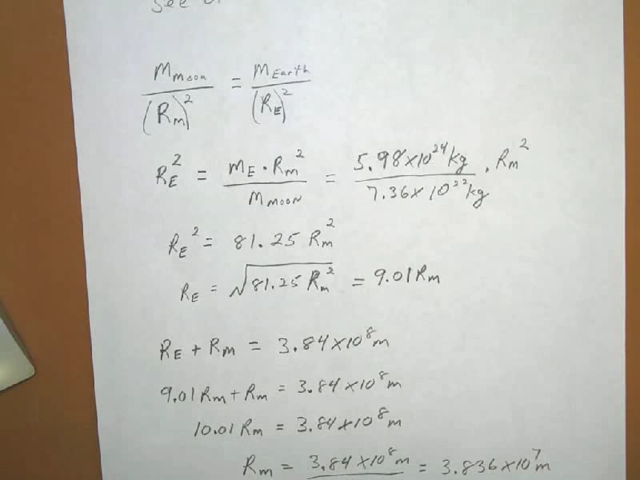 See
M_Moon/(R_m)^2 = M_Earth/(R_E)^2
R_E^2 = M_E · R_m^2 / M_MOON = 5.98×10^24 kg / 7.36×10^22 kg · R_m^2
R_E^2 = 81.25 R_m^2
R_E = √(81.25 R_m^2) = 9.01 R_m
R_E + R_M = 3.84×10^8 m
9.01 R_m + R_m = 3.84×10^8 m
10.01 R_m = 3.84×10^8 m
R_m = 3.84×10^8 m = 3.836×10^7 m